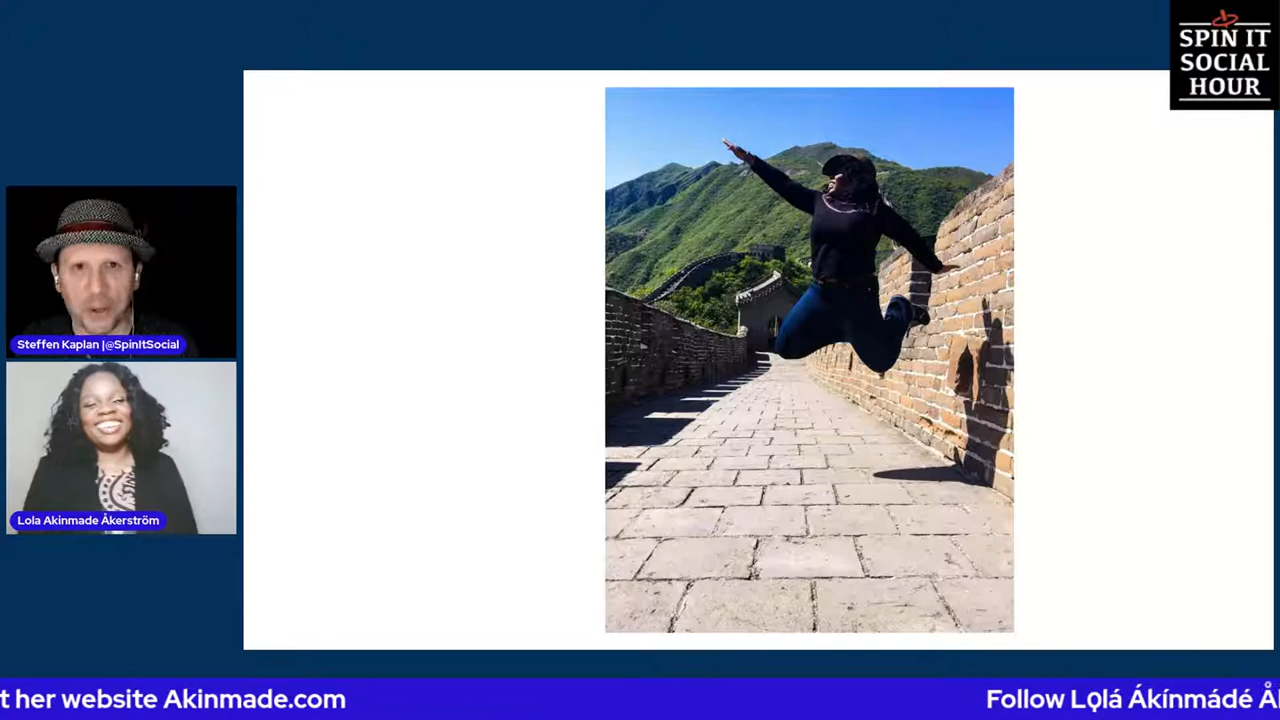 SPIN IT
SOCIAL
HOUR
Steffen Kaplan |@SpinItSocial
Lola Akinmade Åkerström
t her website Akinmade.com
Follow Lọlá Ákínmádé Å